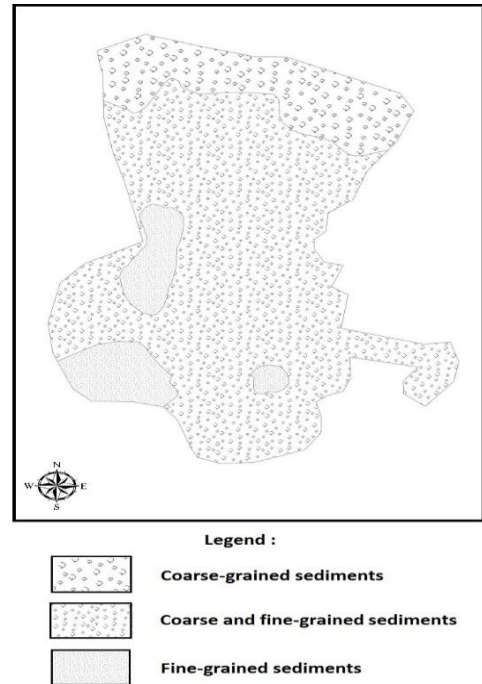 N
W E
S
Legend :
Coarse-grained sediments
Coarse and fine-grained sediments
Fine-grained sediments